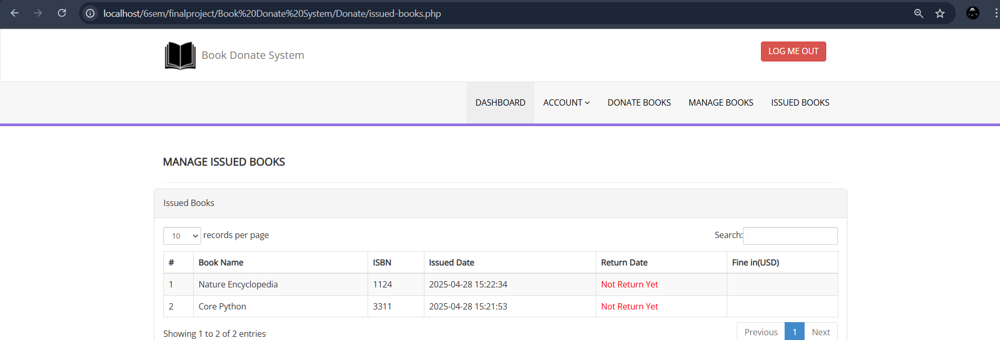 localhost/6sem/finalproject/Book%20Donate%20System/Donate/issued-books.php
Book Donate System
LOG ME OUT
DASHBOARD ACCOUNT DONATE BOOKS MANAGE BOOKS ISSUED BOOKS
MANAGE ISSUED BOOKS
Issued Books
10 records per page Search:
# Book Name ISBN Issued Date Return Date Fine in(USD)
1 Nature Encyclopedia 1124 2025-04-28 15:22:34 Not Return Yet
2 Core Python 3311 2025-04-28 15:21:53 Not Return Yet
Showing 1 to 2 of 2 entries Previous 1 Next